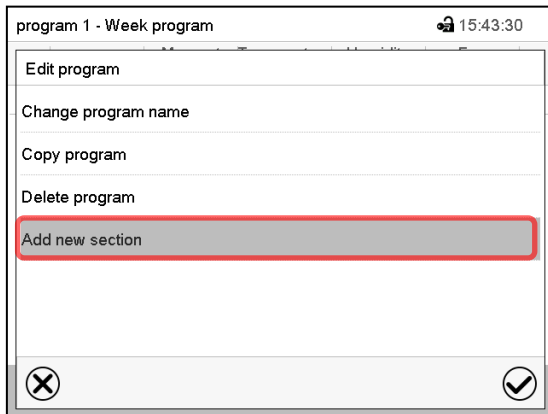 program 1 - Week program 15:43:30
Edit program
Change program name
Copy program
Delete program
Add new section